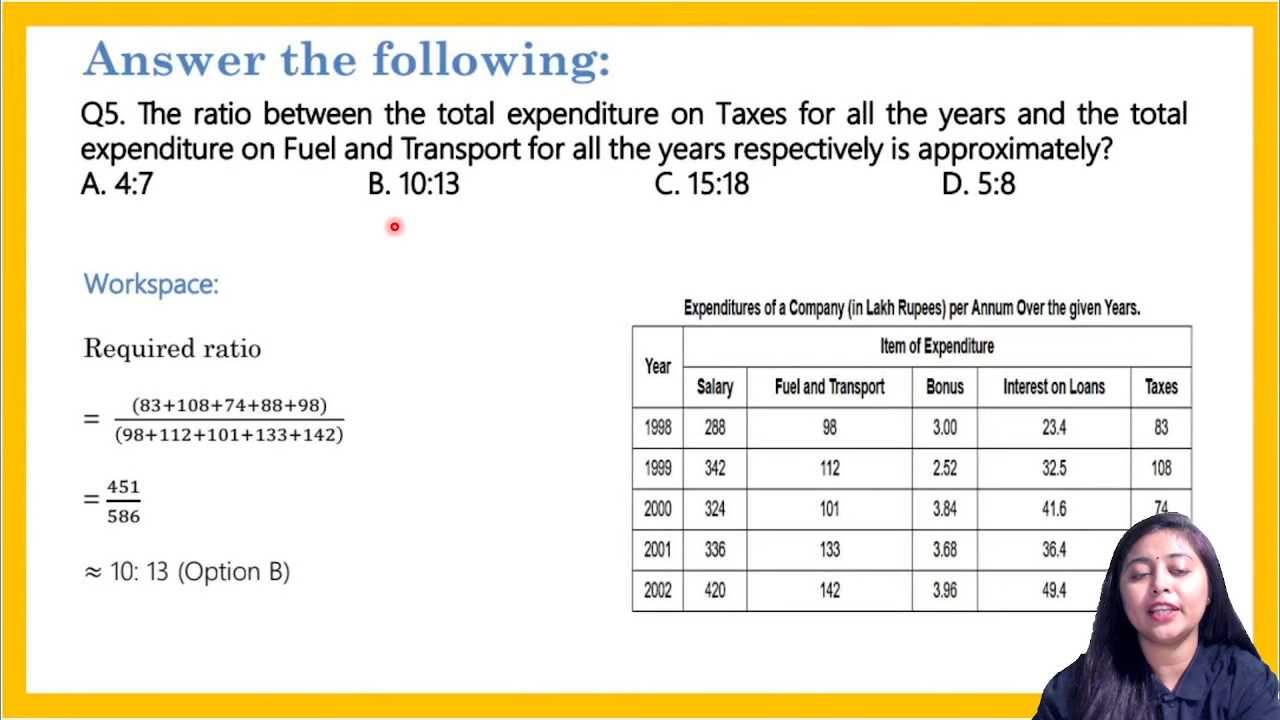 Answer the following:
Q5. The ratio between the total expenditure on Taxes for all the years and the total
expenditure on Fuel and Transport for all the years respectively is approximately?
A. 4:7 B. 10:13 C. 15:18 D. 5:8
Workspace:
Required ratio
= (83+108+74+88+98)
(98+112+101+133+142)
= 451
586
≈ 10: 13 (Option B)
Expenditures of a Company (in Lakh Rupees) per Annum Over the given Years.
Year Item of Expenditure
Salary Fuel and Transport Bonus Interest on Loans Taxes
1998 288 98 3.00 23.4 83
1999 342 112 2.52 32.5 108
2000 324 101 3.84 41.6 74
2001 336 133 3.68 36.4
2002 420 142 3.96 49.4